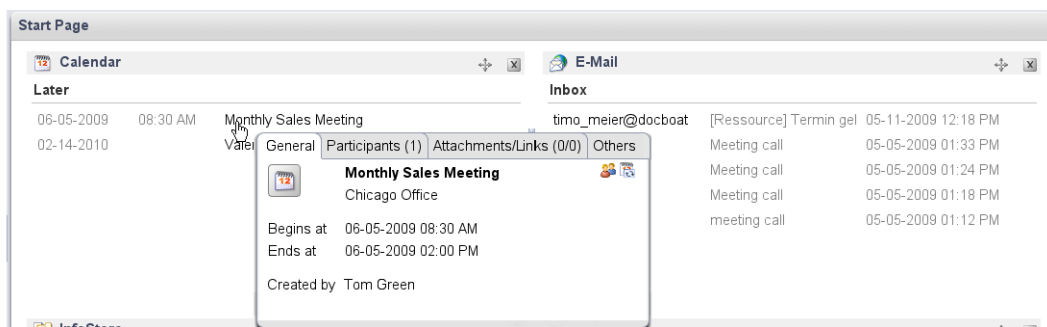 Start Page
Calendar
Later
06-05-2009 08:30 AM Monthly Sales Meeting
02-14-2010
General Participants (1) Attachments/Links (0/0) Others
12
Monthly Sales Meeting
Chicago Office
Begins at 06-05-2009 08:30 AM
Ends at 06-05-2009 02:00 PM
Created by Tom Green
E-Mail
Inbox
timo_meier@docboat [Ressource] Termin gel 05-11-2009 12:18 PM
Meeting call 05-05-2009 01:33 PM
Meeting call 05-05-2009 01:24 PM
Meeting call 05-05-2009 01:18 PM
meeting call 05-05-2009 01:12 PM
InfoStore